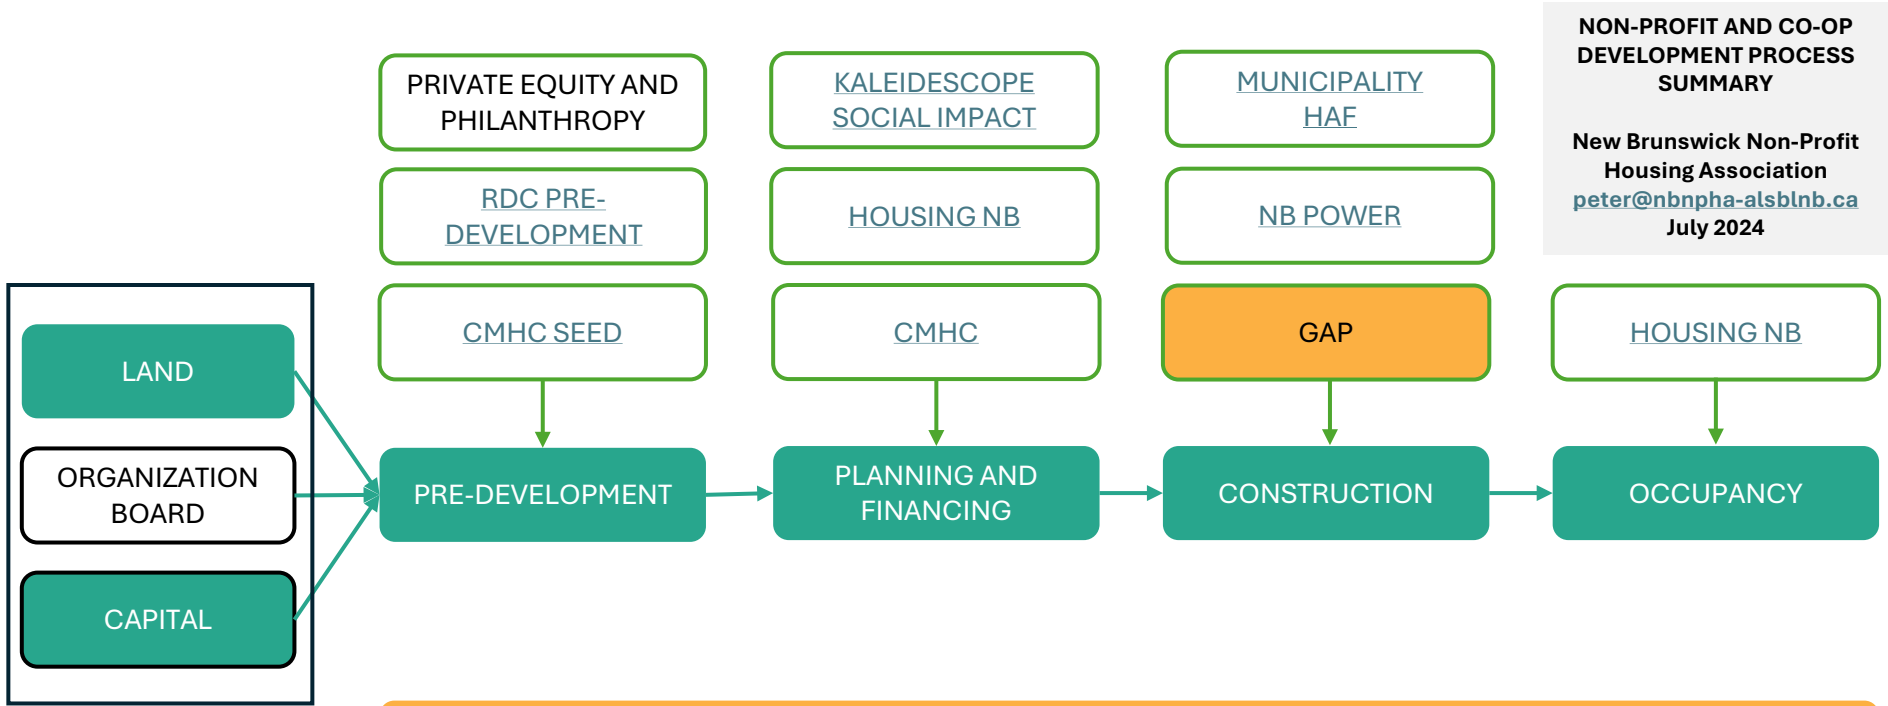 NON-PROFIT AND CO-OP
DEVELOPMENT PROCESS
SUMMARY
New Brunswick Non-Profit
Housing Association
peter@nbnpha-alsblnb.ca
July 2024
PRIVATE EQUITY AND
PHILANTHROPY
KALEIDESCOPE
SOCIAL IMPACT
MUNICIPALITY
HAF
RDC PRE-
DEVELOPMENT
HOUSING NB
NB POWER
CMHC SEED
CMHC
GAP
HOUSING NB
LAND
ORGANIZATION
BOARD
CAPITAL
PRE-DEVELOPMENT
PLANNING AND
FINANCING
CONSTRUCTION
OCCUPANCY